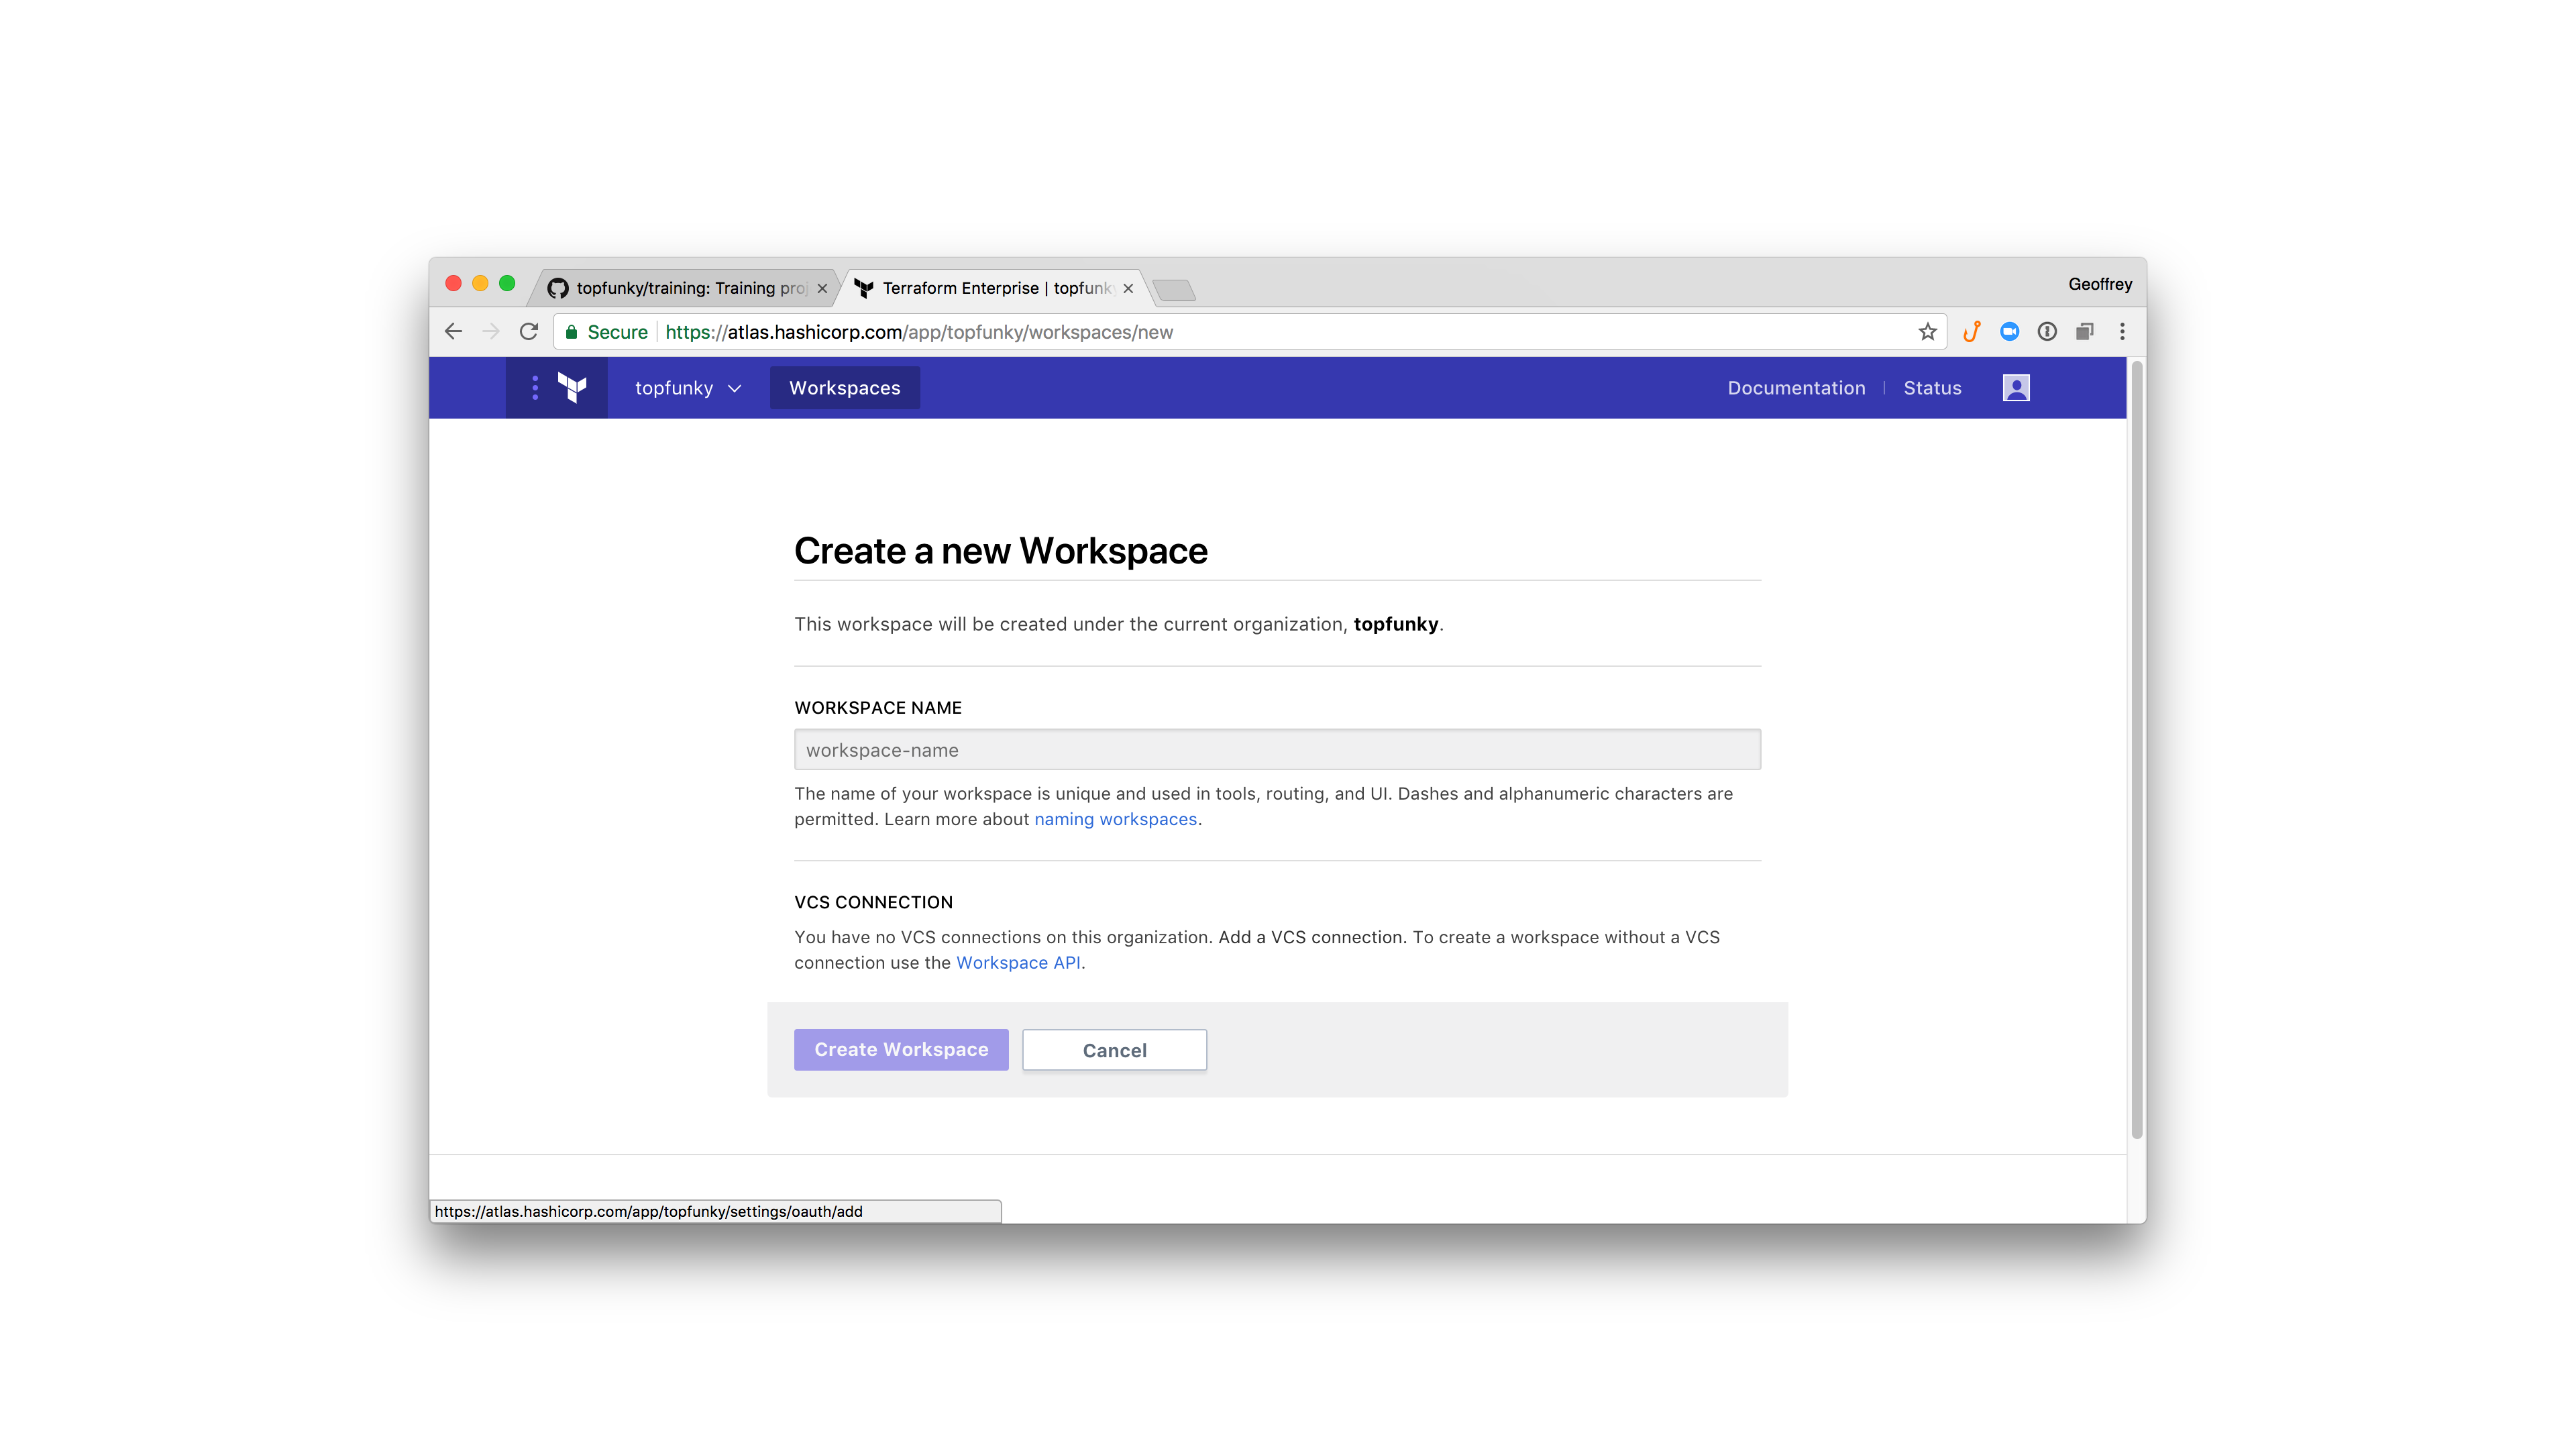 topfunky/training: Training proj
Terraform Enterprise | topfunky
Geoffrey
Secure https://atlas.hashicorp.com/app/topfunky/workspaces/new
topfunky
Workspaces
Documentation
Status
Create a new Workspace
This workspace will be created under the current organization, topfunky.
WORKSPACE NAME
workspace-name
The name of your workspace is unique and used in tools, routing, and UI. Dashes and alphanumeric characters are
permitted. Learn more about naming workspaces.
VCS CONNECTION
You have no VCS connections on this organization. Add a VCS connection. To create a workspace without a VCS
connection use the Workspace API.
Create Workspace
Cancel
https://atlas.hashicorp.com/app/topfunky/settings/oauth/add